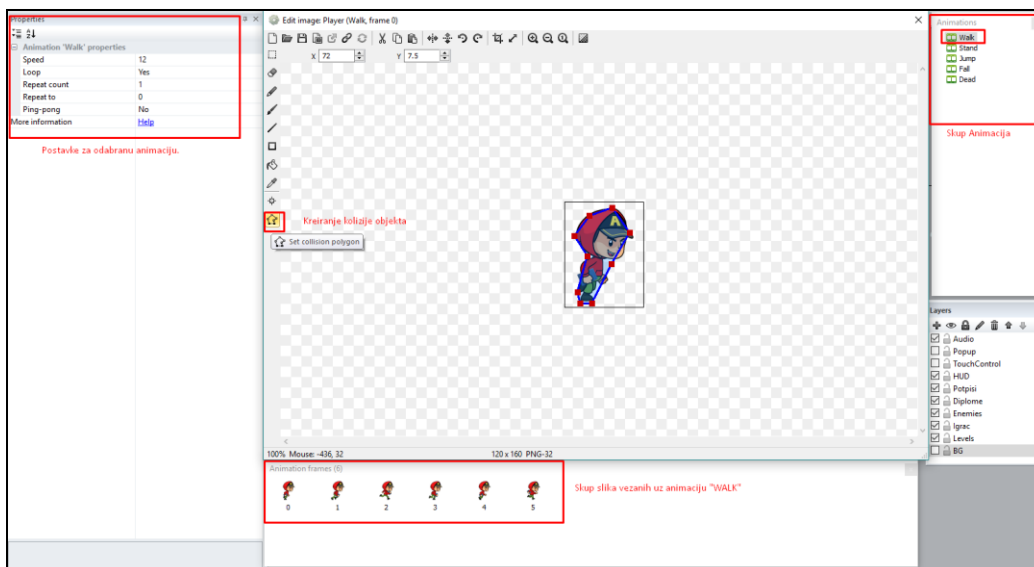 Properties
Animation 'Walk' properties
Speed 12
Loop Yes
Repeat count 1
Repeat to 0
Ping-pong No
More information Help
Postavke za odabranu animaciju.
Edit image: Player (Walk, frame 0)
X 72 Y 7.5
Kreiranje kolizije objekta
Set collision polygon
A
100% Mouse: -436, 32 120 x 160 PNG-32
Animation frames (6)
0 1 2 3 4 5
Skup slika vezanih uz animaciju "WALK"
Animations
Walk
Stand
Jump
Fall
Dead
Skup Animacija
Layers
Audio
Popup
TouchControl
HUD
Potpisi
Diplome
Enemies
Igrac
Levels
BG